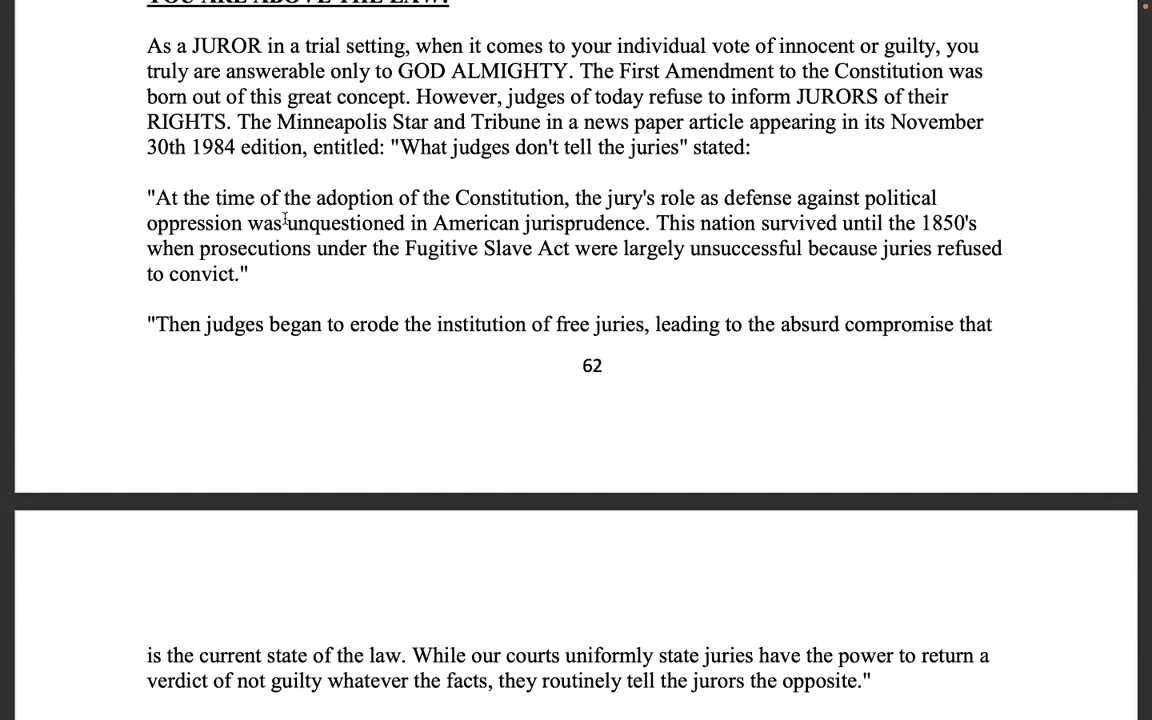 YOU ARE ABOVE THE LAW!
As a JUROR in a trial setting, when it comes to your individual vote of innocent or guilty, you
truly are answerable only to GOD ALMIGHTY. The First Amendment to the Constitution was
born out of this great concept. However, judges of today refuse to inform JURORS of their
RIGHTS. The Minneapolis Star and Tribune in a news paper article appearing in its November
30th 1984 edition, entitled: "What judges don't tell the juries" stated:
"At the time of the adoption of the Constitution, the jury's role as defense against political
oppression was unquestioned in American jurisprudence. This nation survived until the 1850's
when prosecutions under the Fugitive Slave Act were largely unsuccessful because juries refused
to convict."
"Then judges began to erode the institution of free juries, leading to the absurd compromise that
62
is the current state of the law. While our courts uniformly state juries have the power to return a
verdict of not guilty whatever the facts, they routinely tell the jurors the opposite."